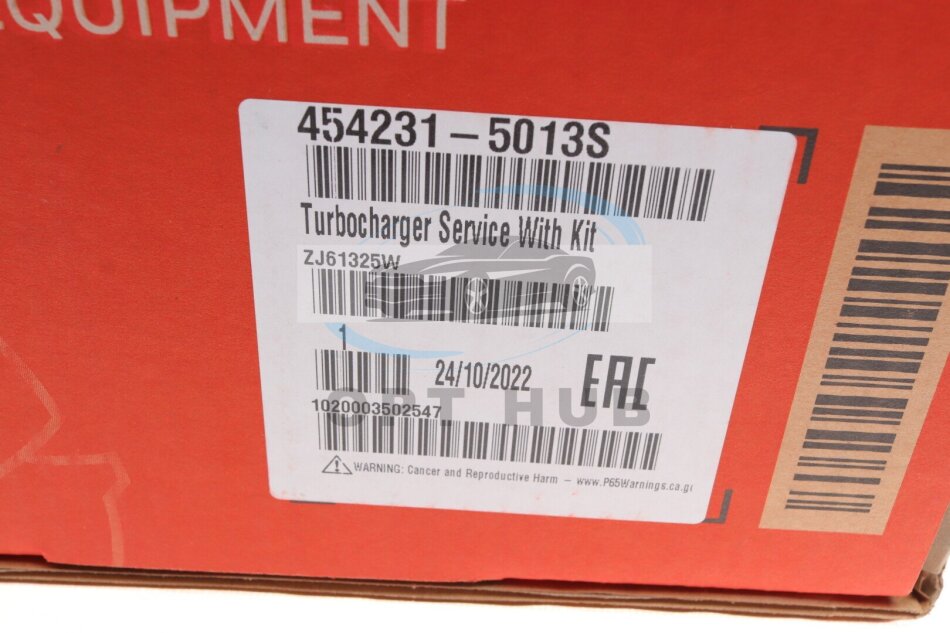 EQUIPMENT
454231-5013S
Turbocharger Service With Kit
ZJ61325W
1
24/10/2022
EAC
OPT HUB
1020003502547
WARNING: Cancer and Reproductive Harm - www.P65Warnings.ca.g